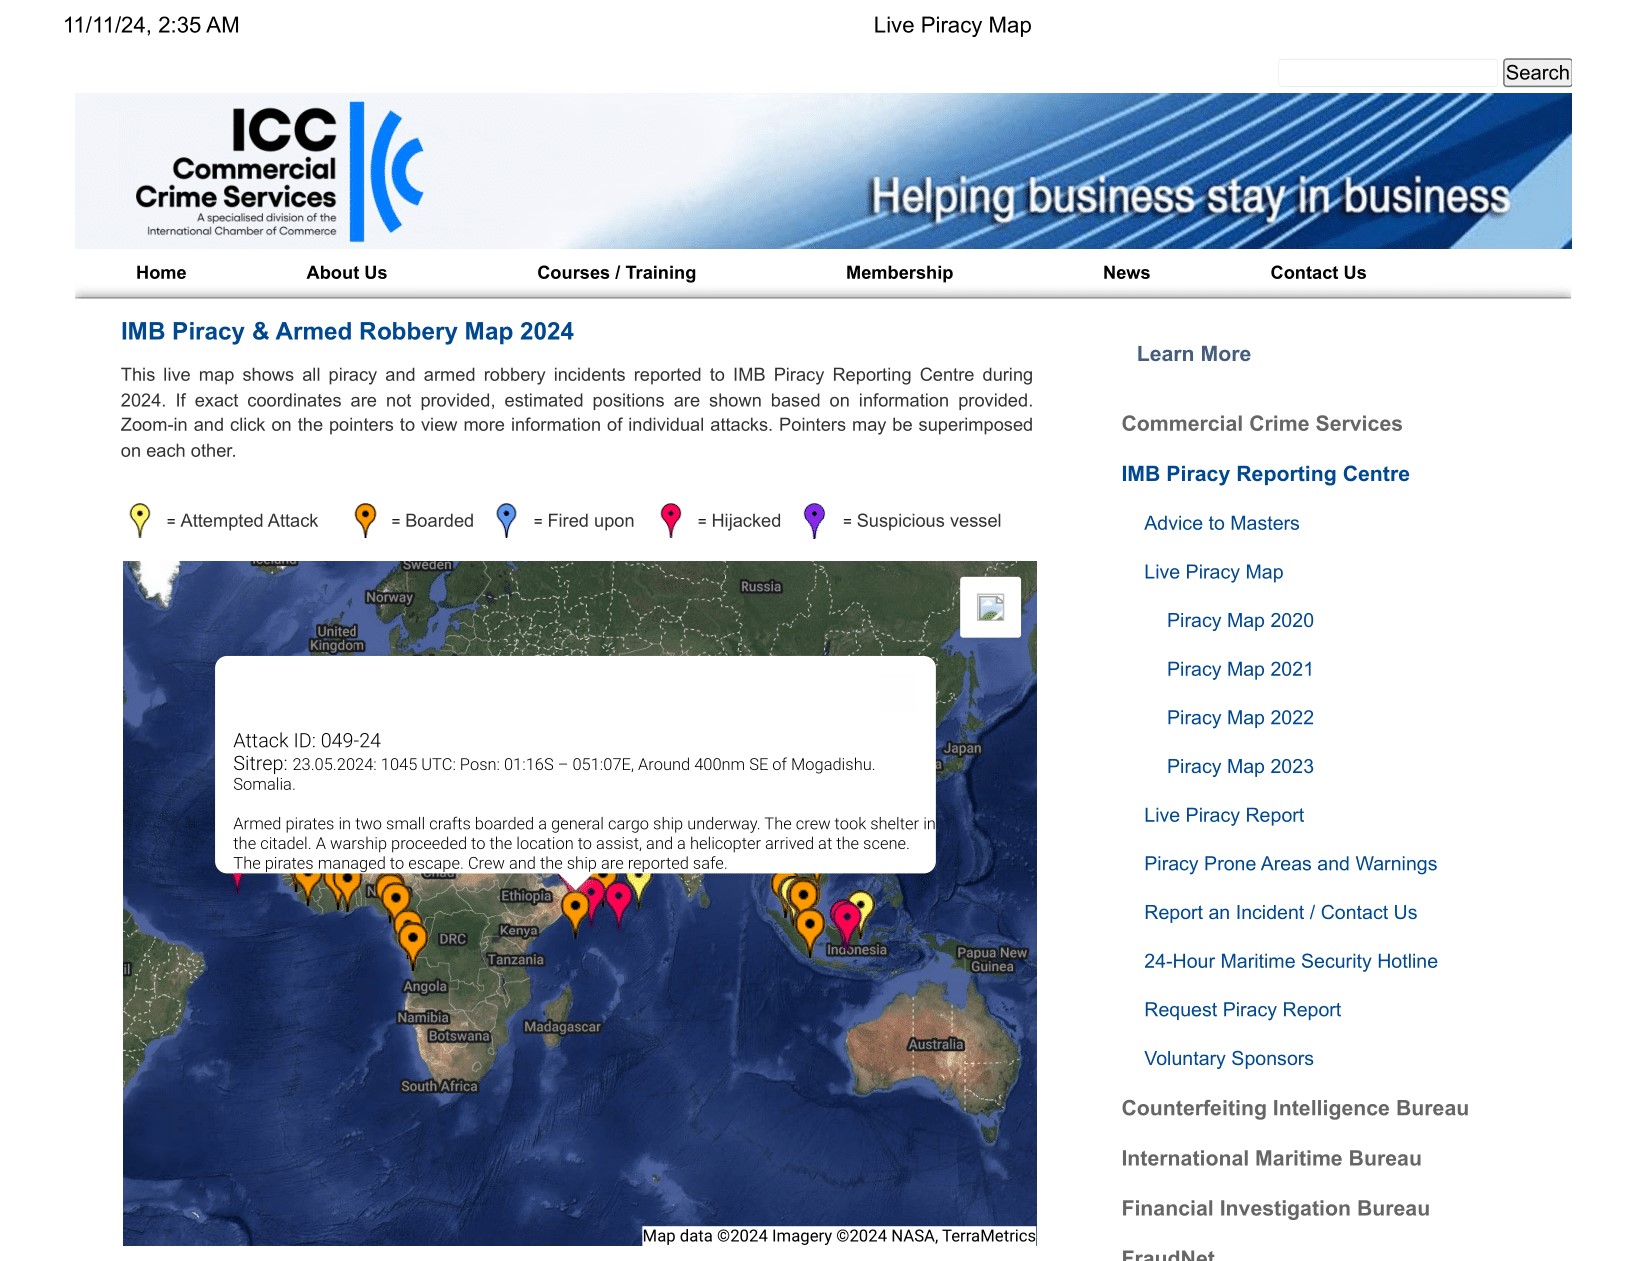 11/11/24, 2:35 AM
Live Piracy Map
Search
ICC
Commercial
Crime Services
A specialised division of the
International Chamber of Commerce
Helping business stay in business
Home
About Us
Courses / Training
Membership
News
Contact Us
IMB Piracy & Armed Robbery Map 2024
This live map shows all piracy and armed robbery incidents reported to IMB Piracy Reporting Centre during
2024. If exact coordinates are not provided, estimated positions are shown based on information provided.
Zoom-in and click on the pointers to view more information of individual attacks. Pointers may be superimposed
on each other.
= Attempted Attack
= Boarded
= Fired upon
= Hijacked
= Suspicious vessel
Iceland
Sweden
Norway
Russia
United
Kingdom
Attack ID: 049-24
Sitrep: 23.05.2024: 1045 UTC: Posn: 01:16S – 051:07E, Around 400nm SE of Mogadishu.
Somalia.
Armed pirates in two small crafts boarded a general cargo ship underway. The crew took shelter in
the citadel. A warship proceeded to the location to assist, and a helicopter arrived at the scene.
The pirates managed to escape. Crew and the ship are reported safe.
Japan
Chad
Ethiopia
Kenya
DRC
Tanzania
Angola
Namibia
Botswana
Madagascar
South Africa
Indonesia
Papua New
Guinea
Australia
Map data ©2024 Imagery ©2024 NASA, TerraMetrics
Learn More
Commercial Crime Services
IMB Piracy Reporting Centre
Advice to Masters
Live Piracy Map
Piracy Map 2020
Piracy Map 2021
Piracy Map 2022
Piracy Map 2023
Live Piracy Report
Piracy Prone Areas and Warnings
Report an Incident / Contact Us
24-Hour Maritime Security Hotline
Request Piracy Report
Voluntary Sponsors
Counterfeiting Intelligence Bureau
International Maritime Bureau
Financial Investigation Bureau
FraudNet